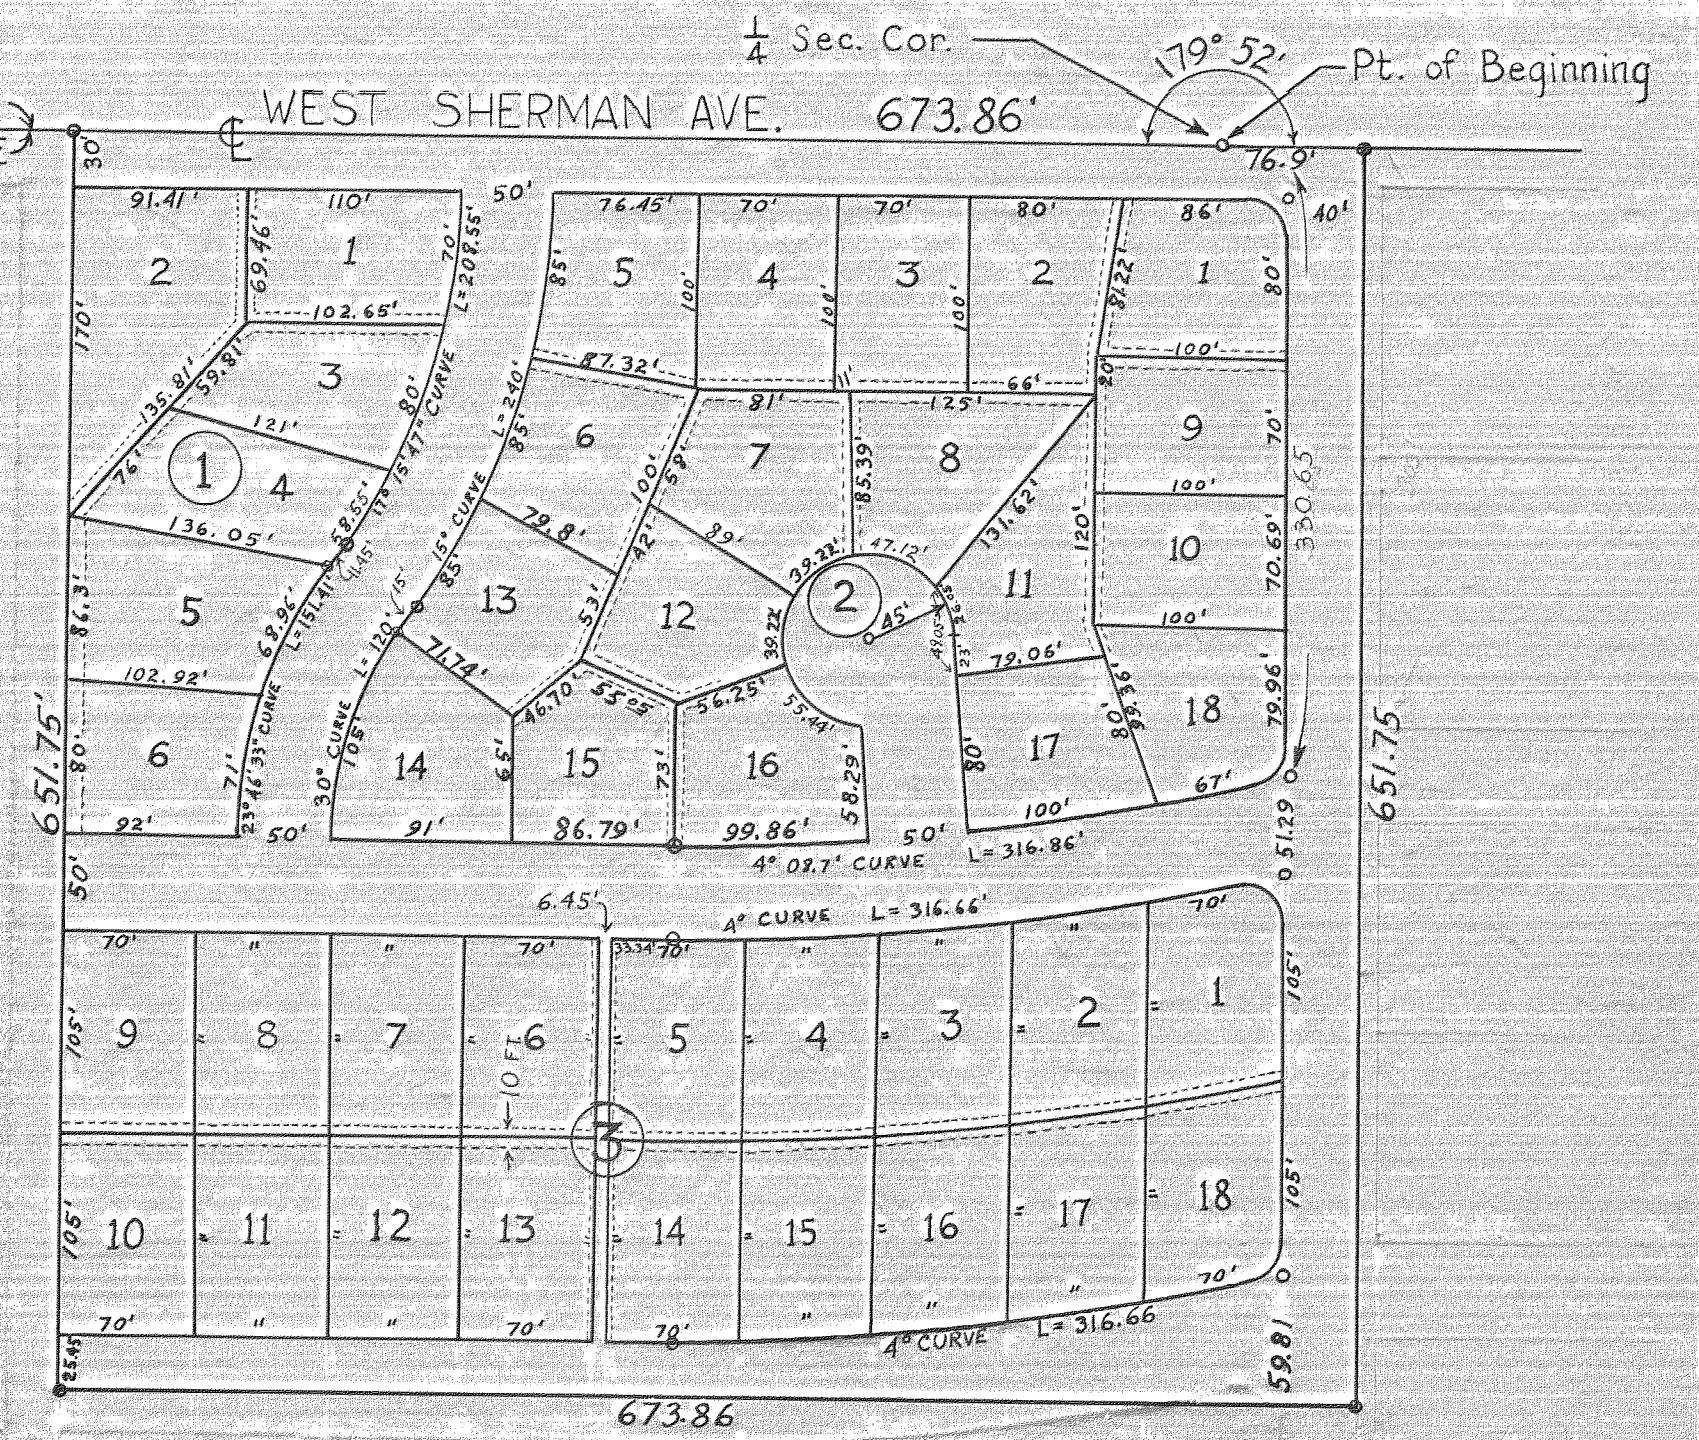 1/4 Sec. Cor.
179° 52'
Pt. of Beginning
WEST SHERMAN AVE. 673.86'
℄
30'
76.9'
40'
91.41' 110' 50' 76.45' 70' 70' 80' 86'
2 69.46' 1 70' L= 208.55' 85' 5 100' 4 100' 3 100' 2 81.22' 1 80'
170'
102.65'
87.32' 11' 66' 100'
20'
135.81' 59.81' 3 80' 17° 15' 47" CURVE
L= 240' 85' 15° CURVE
81' 125'
6 7 8 9 70'
121'
76' 1 4
100' 58' 85.39' 131.62' 100'
330.65
136.05' 58.55' 11.45'
79.8' 42' 89' 39.22' 47.12'
120' 10 70.69'
86.3' 5 68.96' L= 151.41'
15' 85' 13 53' 12 39.22' 2 45' 49.05' 23' 11 100'
L= 120'
102.92' 71.74' 79.06'
46.70' 55.05 56.25' 55.44'
651.75' 80' 6 71' 23° 46' 33" CURVE
30° CURVE 105' 14 65' 15 73' 16 58.29' 80' 17 80' 99.36' 18 79.96'
67'
92' 50' 91' 86.79' 99.86' 50' 100'
651.75
4° 08.7' CURVE L= 316.86'
51.29
50'
6.45'
4° CURVE L= 316.66'
70' " " 70' 33.34' 70' " " " 70'
105' 9 " 8 " 7 " 6 " 5 " 4 " 3 " 2 " 1 105'
10 FT.
3
105' 10 " 11 " 12 " 13 " 14 " 15 " 16 " 17 " 18 105'
70' " " 70' 70' " " " 70'
25.45
4° CURVE L= 316.66
59.81
673.86